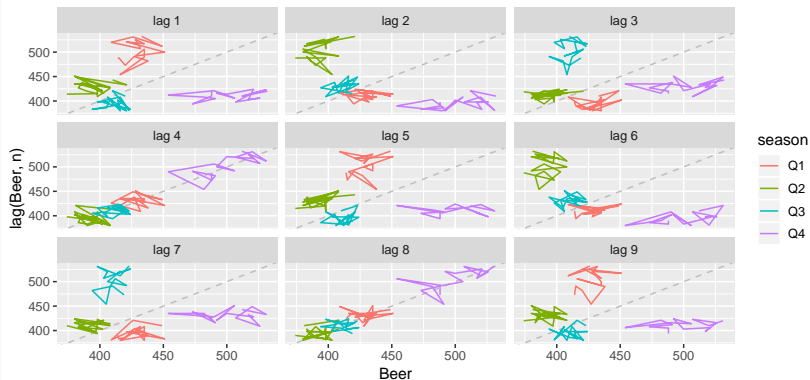 lag 1 lag 2 lag 3
500
450
400
lag 4 lag 5 lag 6
500
450
400
lag 7 lag 8 lag 9
500
450
400
400 450 500 400 450 500 400 450 500
Beer
lag(Beer, n)
season
Q1
Q2
Q3
Q4